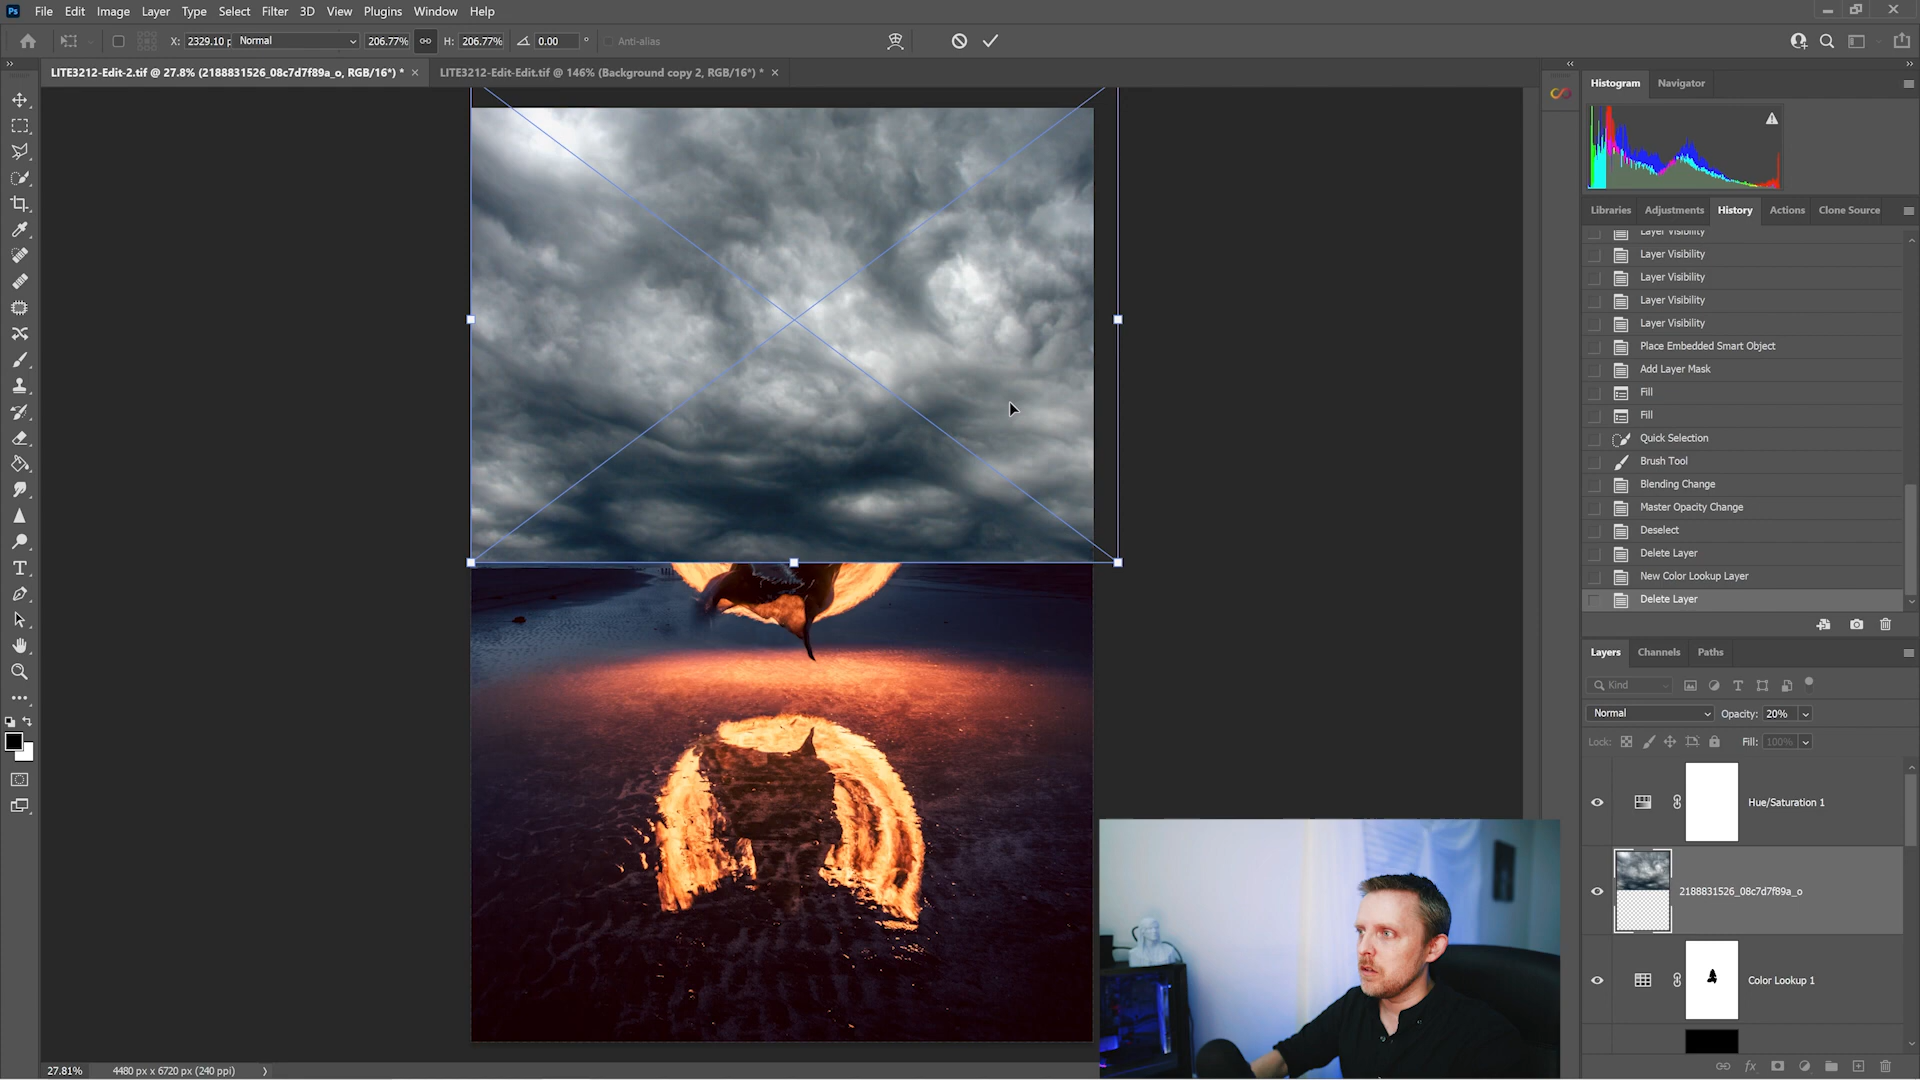 Ps File Edit Image Layer Type Select Filter 3D View Plugins Window Help
X: 2329.10 p Normal 206.77% H: 206.77% 0.00 ° Anti-alias
LITE3212-Edit-2.tif @ 27.8% (2188831526_08c7d7f89a_o, RGB/16*) * × LITE3212-Edit-Edit.tif @ 146% (Background copy 2, RGB/16*) * ×
Histogram Navigator
Libraries Adjustments History Actions Clone Source
Layer Visibility
Layer Visibility
Layer Visibility
Layer Visibility
Layer Visibility
Place Embedded Smart Object
Add Layer Mask
Fill
Fill
Quick Selection
Brush Tool
Blending Change
Master Opacity Change
Deselect
Delete Layer
New Color Lookup Layer
Delete Layer
Layers Channels Paths
Kind
Normal Opacity: 20%
Lock: Fill: 100%
Hue/Saturation 1
2188831526_08c7d7f89a_o
Color Lookup 1
fx
27.81% 4480 px x 6720 px (240 ppi)